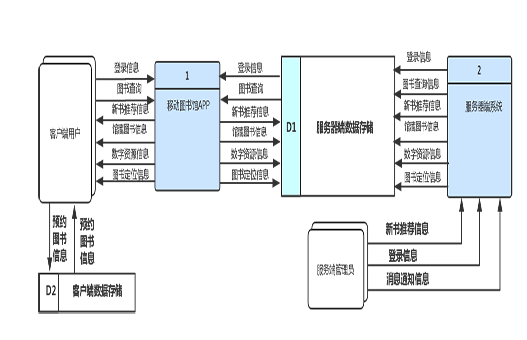 登录信息
图书查询
新书推荐信息
馆藏图书信息
数字资源信息
图书定位信息
客户端用户
1
移动图书馆APP
登录信息
图书查询
新书推荐信息
馆藏图书信息
数字资源信息
图书定位信息
D1
服务器端数据存储
登录信息
图书查询信息
新书推荐信息
馆藏图书信息
数字资源信息
图书定位信息
2
服务器端系统
预约
图书
信息
预约
图书
信息
D2
客户端数据存储
服务端管理员
新书推荐信息
登录信息
消息通知信息